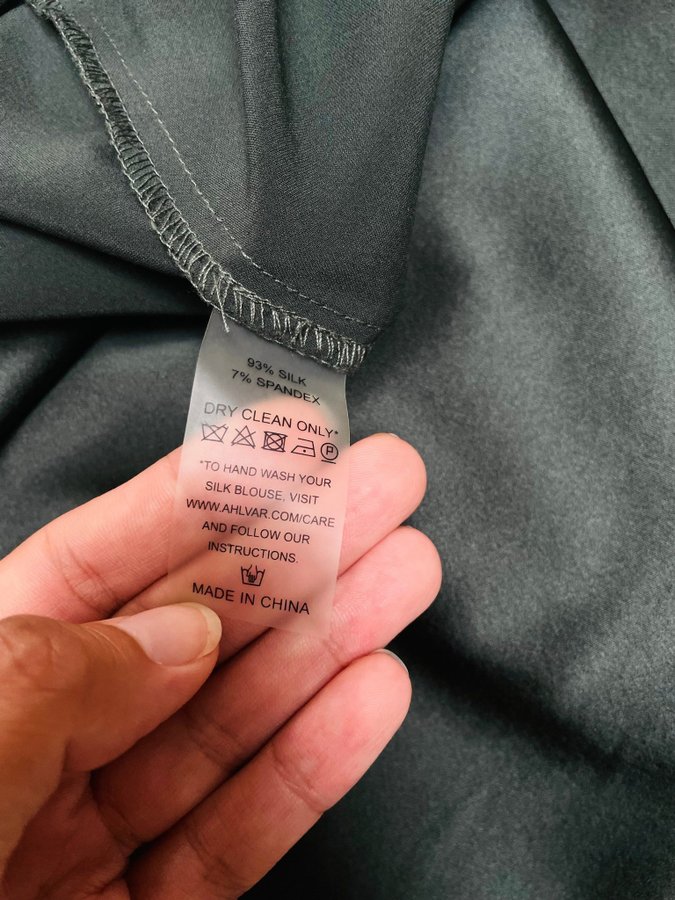 93% SILK
7% SPANDEX
DRY CLEAN ONLY*
P
*TO HAND WASH YOUR
SILK BLOUSE, VISIT
WWW.AHLVAR.COM/CARE
AND FOLLOW OUR
INSTRUCTIONS.
MADE IN CHINA